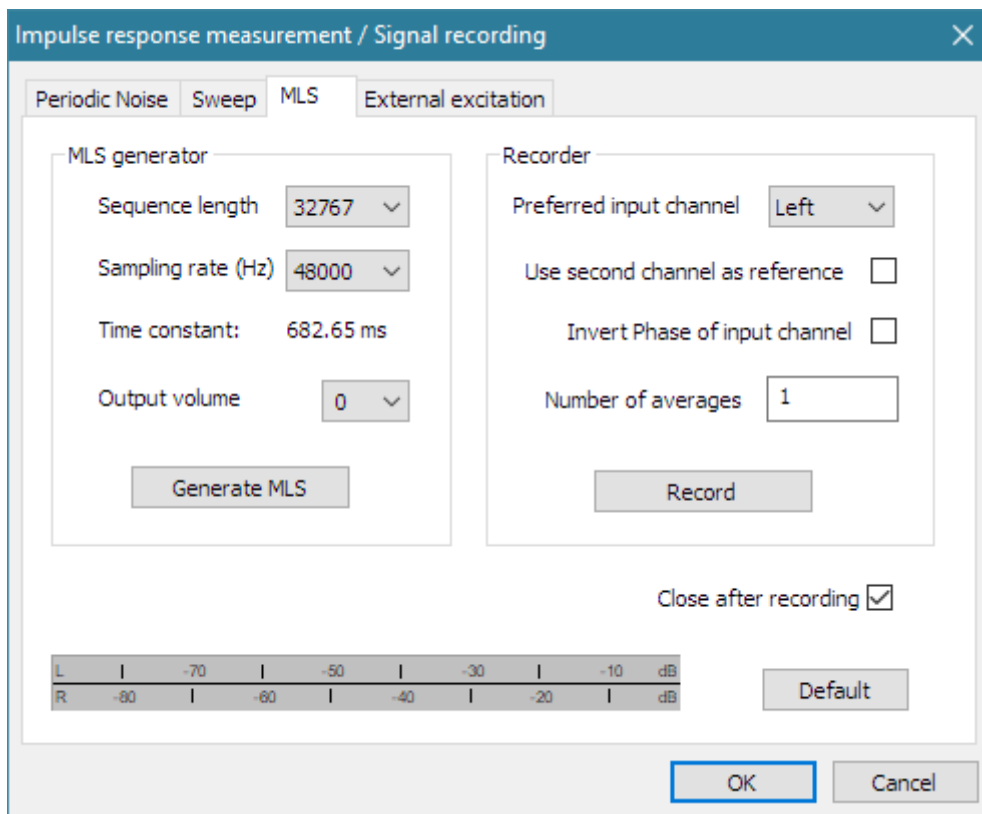 Impulse response measurement / Signal recording
Periodic Noise Sweep MLS External excitation
MLS generator
Sequence length 32767
Sampling rate (Hz) 48000
Time constant: 682.65 ms
Output volume 0
Generate MLS
Recorder
Preferred input channel Left
Use second channel as reference
Invert Phase of input channel
Number of averages 1
Record
Close after recording
L -70 -50 -30 -10 dB
R -80 -60 -40 -20 dB
Default
OK Cancel